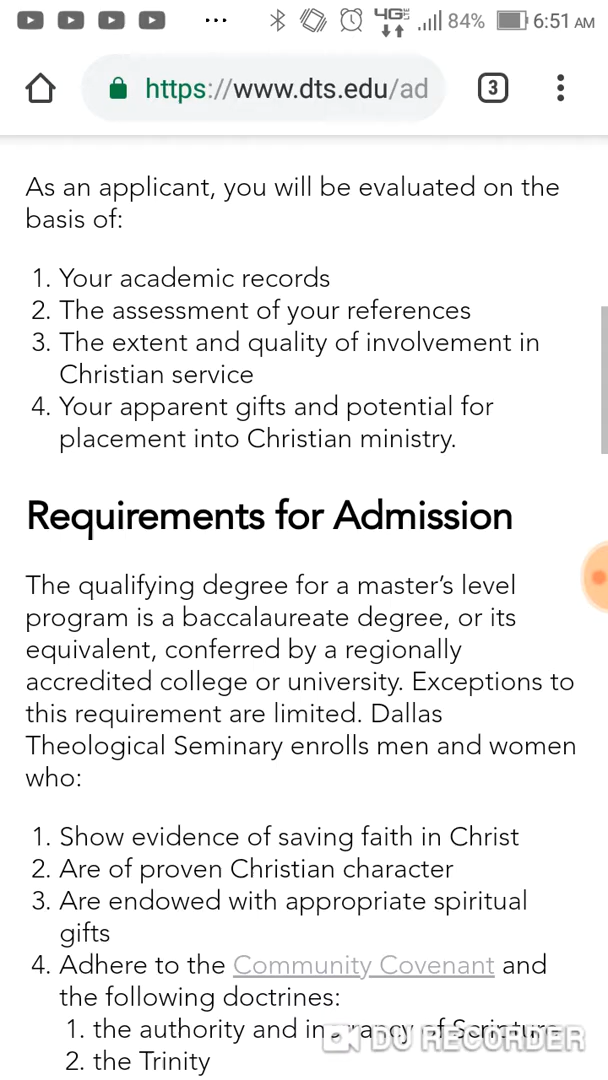 ... 4GE 84% 6:51 AM
https://www.dts.edu/ad 3
As an applicant, you will be evaluated on the
basis of:
1. Your academic records
2. The assessment of your references
3. The extent and quality of involvement in
Christian service
4. Your apparent gifts and potential for
placement into Christian ministry.
Requirements for Admission
The qualifying degree for a master's level
program is a baccalaureate degree, or its
equivalent, conferred by a regionally
accredited college or university. Exceptions to
this requirement are limited. Dallas
Theological Seminary enrolls men and women
who:
1. Show evidence of saving faith in Christ
2. Are of proven Christian character
3. Are endowed with appropriate spiritual
gifts
4. Adhere to the Community Covenant and
the following doctrines:
1. the authority and inerrancy of Scripture
DU RECORDER
2. the Trinity